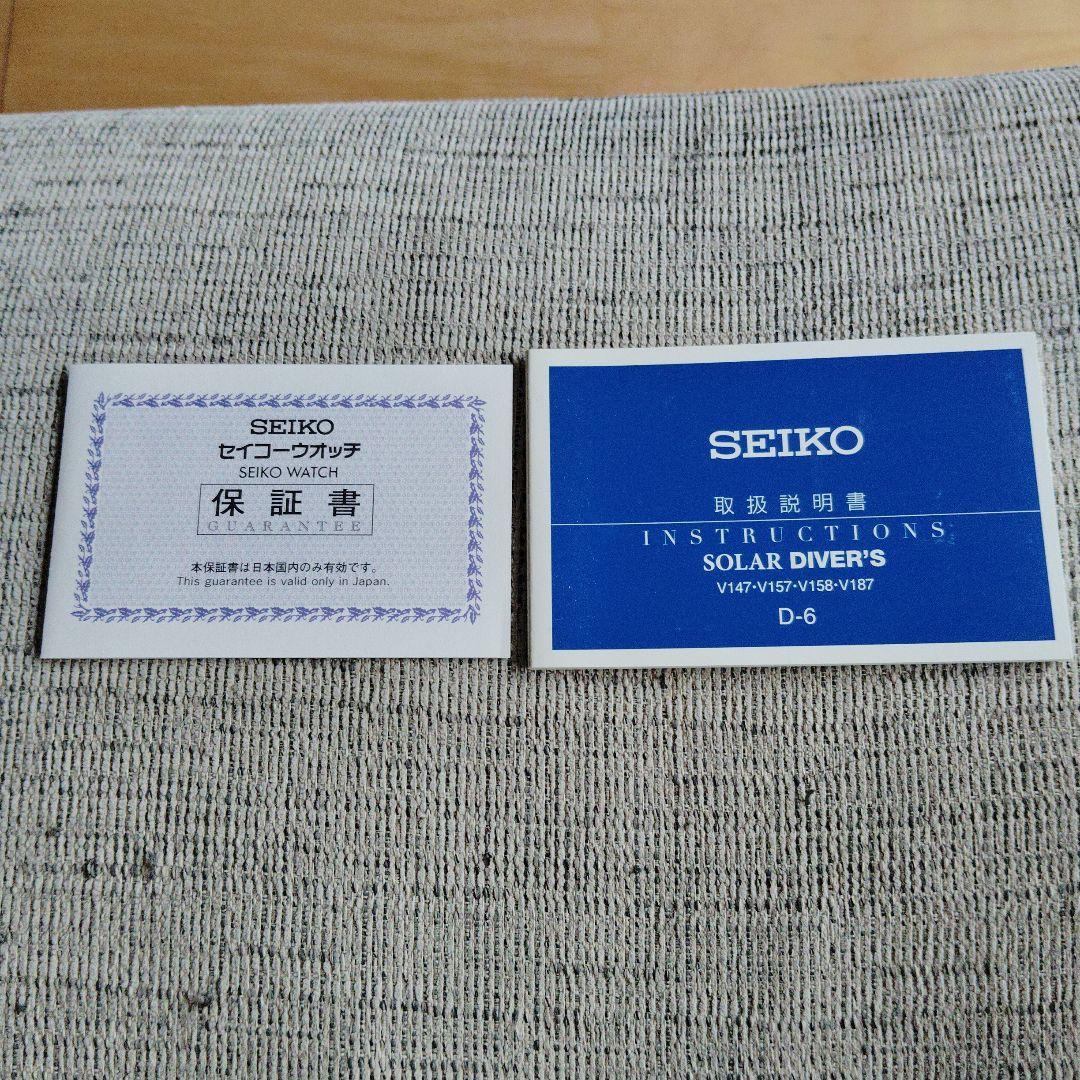 SEIKO
セイコーウオッチ
SEIKO WATCH
保証書
GUARANTEE
本保証書は日本国内のみ有効です。
This guarantee is valid only in Japan.
SEIKO
取扱説明書
INSTRUCTIONS
SOLAR DIVER'S
V147・V157・V158・V187
D-6